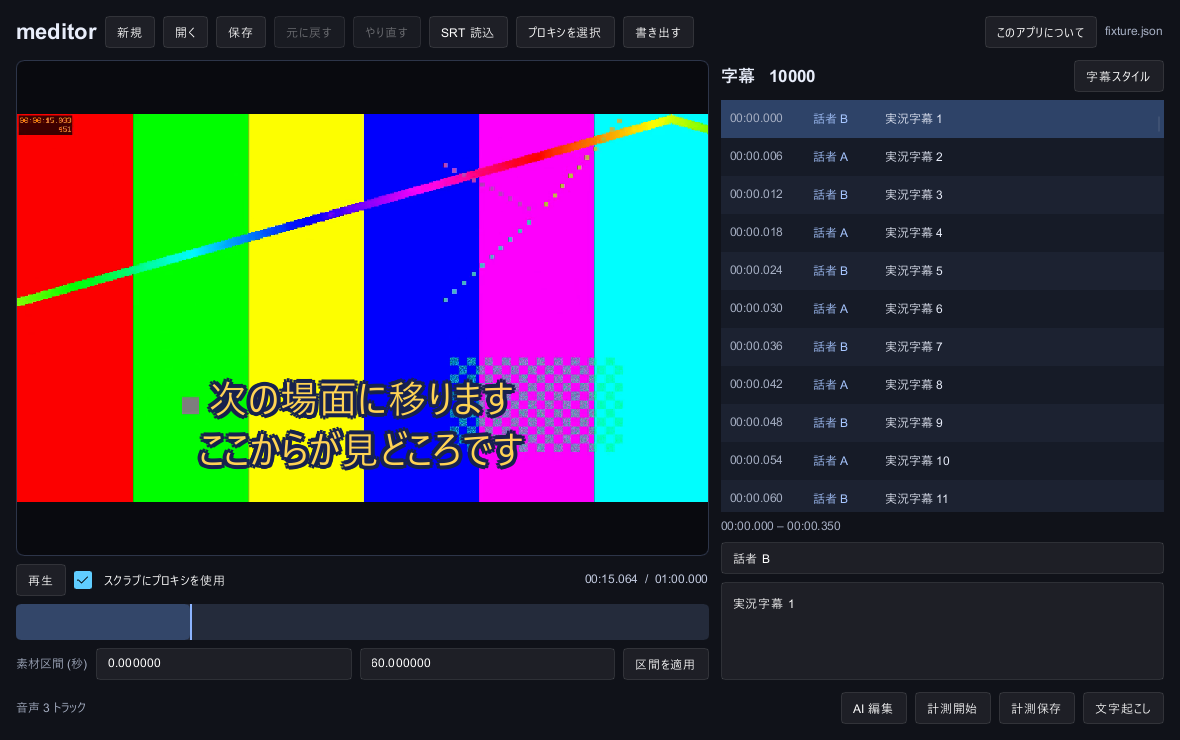 meditor 新規 開く 保存 元に戻す やり直す SRT 読込 プロキシを選択 書き出す このアプリについて fixture.json
字幕 10000 字幕スタイル
00:00:15.933
451
00:00.000 話者 B 実況字幕 1
00:00.006 話者 A 実況字幕 2
00:00.012 話者 B 実況字幕 3
00:00.018 話者 A 実況字幕 4
00:00.024 話者 B 実況字幕 5
00:00.030 話者 A 実況字幕 6
00:00.036 話者 B 実況字幕 7
00:00.042 話者 A 実況字幕 8
00:00.048 話者 B 実況字幕 9
00:00.054 話者 A 実況字幕 10
00:00.060 話者 B 実況字幕 11
次の場面に移ります
ここからが見どころです
00:00.000 – 00:00.350
話者 B
実況字幕 1
再生 スクラブにプロキシを使用 00:15.064 / 01:00.000
素材区間 (秒) 0.000000 60.000000 区間を適用
音声 3 トラック AI 編集 計測開始 計測保存 文字起こし